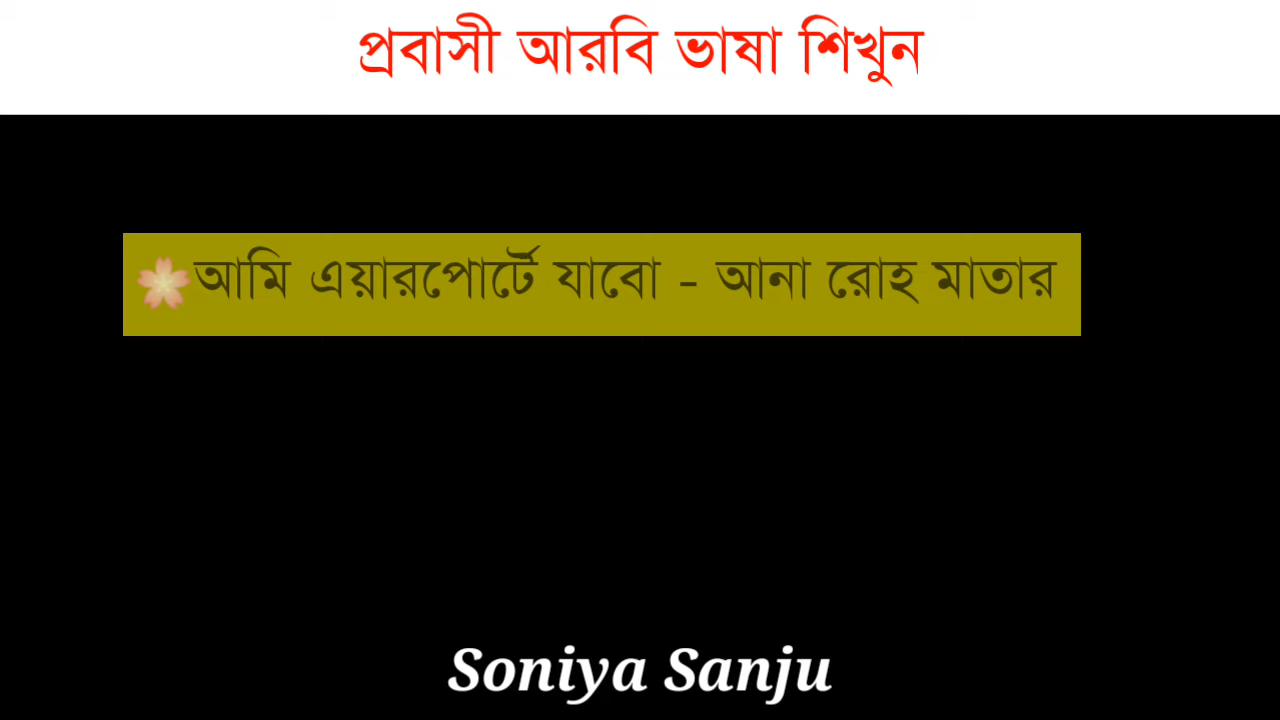 প্রবাসী আরবি ভাষা শিখুন
🌸আমি এয়ারপোর্টে যাবো - আনা রোহ মাতার
Soniya Sanju